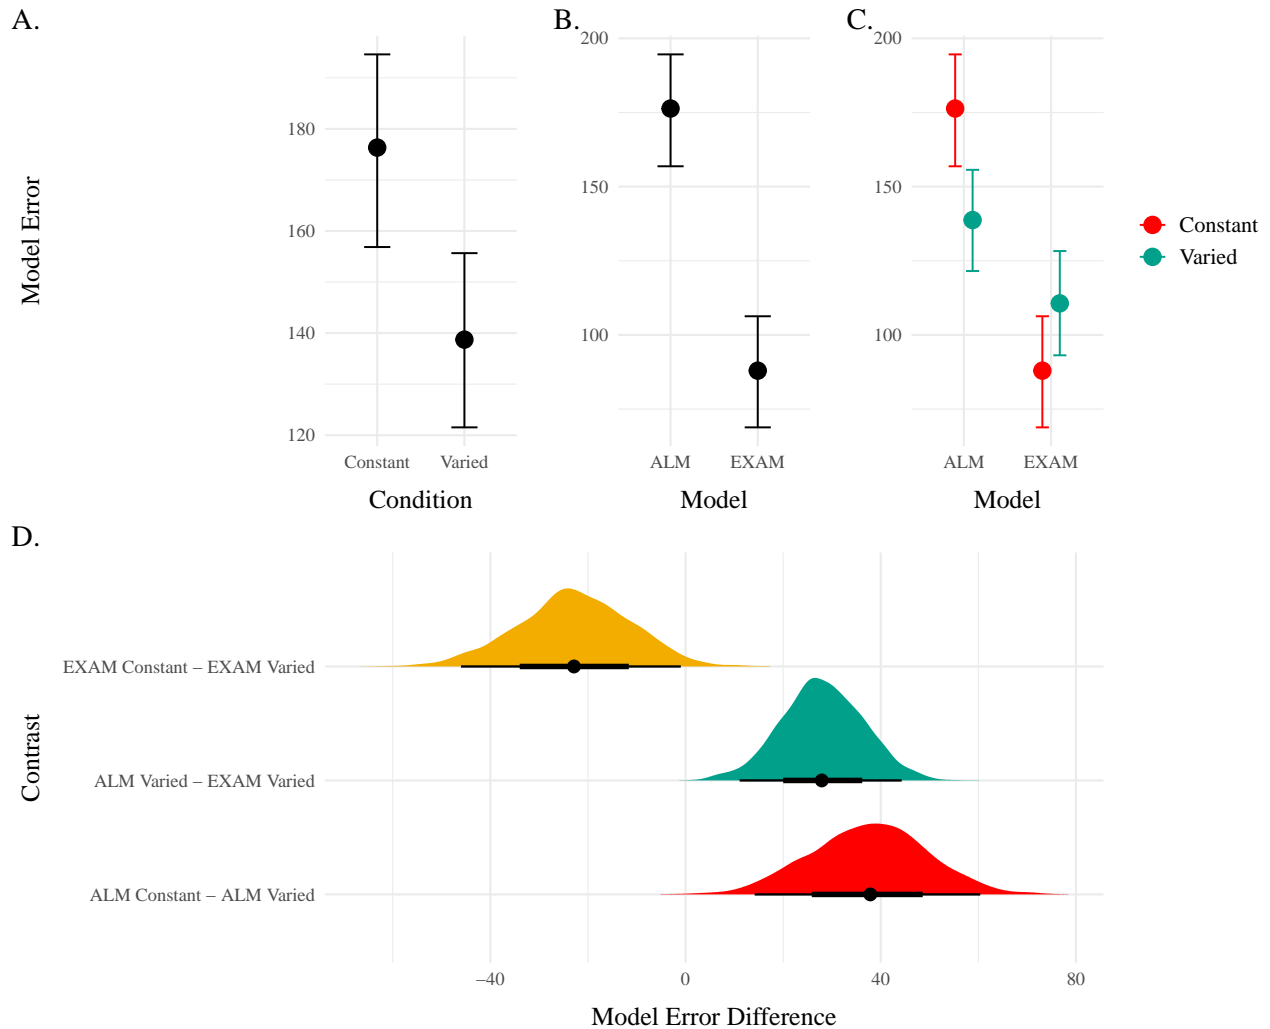 A.
B.
C.
Model Error
180
160
140
120
Constant
Varied
Condition
200
150
100
ALM
EXAM
Model
200
150
100
ALM
EXAM
Model
Constant
Varied
D.
Contrast
EXAM Constant – EXAM Varied
ALM Varied – EXAM Varied
ALM Constant – ALM Varied
–40
0
40
80
Model Error Difference